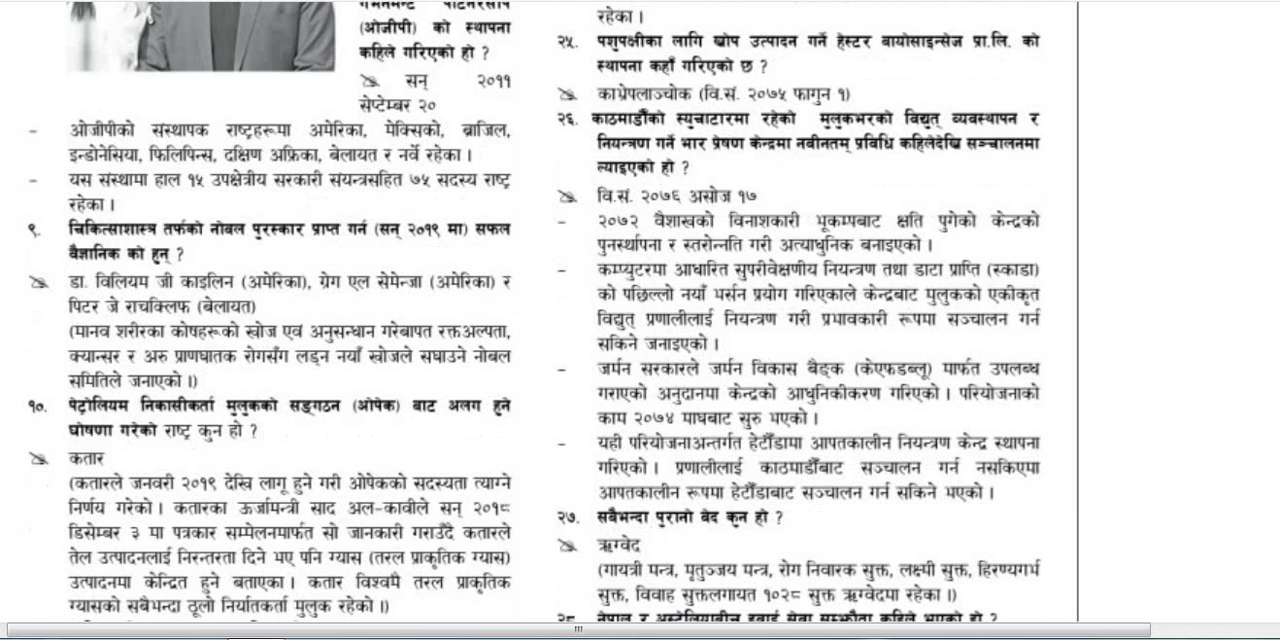 (ओजीपी) को स्थापना
कहिले गरिएको हो ?
सन् २०११
सेप्टेम्बर २०
- ओजीपीको संस्थापक राष्ट्रहरूमा अमेरिका, मेक्सिको, ब्राजिल,
इन्डोनेसिया, फिलिपिन्स, दक्षिण अफ्रिका, बेलायत र नर्वे रहेका ।
- यस संस्थामा हाल १५ उपक्षेत्रीय सरकारी संयन्त्रसहित ७५ सदस्य राष्ट्र
रहेका ।
९. चिकित्साशास्त्र तर्फको नोबल पुरस्कार प्राप्त गर्न (सन् २०१९ मा) सफल
वैज्ञानिक को हुन् ?
डा. विलियम जी काइलिन (अमेरिका), ग्रेग एल सेमेन्जा (अमेरिका) र
पिटर जे राचक्लिफ (बेलायत)
(मानव शरीरका कोषहरूको खोज एवं अनुसन्धान गरेबापत रक्तअल्पता,
क्यान्सर र अरु प्राणघातक रोगसँग लड्न नयाँ खोजले सघाउने नोबल
समितिले जनाएको ।)
१०. पेट्रोलियम निकासीकर्ता मुलुकको सङ्गठन (ओपेक) बाट अलग हुने
घोषणा गरेको राष्ट्र कुन हो ?
कतार
(कतारले जनवरी २०१९ देखि लागू हुने गरी ओपेकको सदस्यता त्याग्ने
निर्णय गरेको । कतारका ऊर्जामन्त्री साद अल-कावीले सन् २०१८
डिसेम्बर ३ मा पत्रकार सम्मेलनमार्फत सो जानकारी गराउँदै कतारले
तेल उत्पादनलाई निरन्तरता दिने भए पनि ग्यास (तरल प्राकृतिक ग्यास)
उत्पादनमा केन्द्रित हुने बताएका । कतार विश्वमै तरल प्राकृतिक
ग्यासको सबैभन्दा ठूलो निर्यातकर्ता मुलुक रहेको ।)
रहेका ।
२५. पशुपक्षीका लागि खोप उत्पादन गर्ने हेस्टर बायोसाइन्सेज प्रा.लि. को
स्थापना कहाँ गरिएको छ ?
काभ्रेपलाञ्चोक (वि.सं. २०७५ फागुन १)
२६. काठमाडौँको स्युचाटारमा रहेको मुलुकभरको विद्युत् व्यवस्थापन र
नियन्त्रण गर्ने भार प्रेषण केन्द्रमा नवीनतम् प्रविधि कहिलेदेखि सञ्चालनमा
ल्याइएको हो ?
वि.सं. २०७६ असोज १७
- २०७२ वैशाखको विनाशकारी भूकम्पबाट क्षति पुगेको केन्द्रको
पुनर्स्थापना र स्तरोन्नति गरी अत्याधुनिक बनाइएको ।
- कम्प्युटरमा आधारित सुपरीवेक्षणीय नियन्त्रण तथा डाटा प्राप्ति (स्काडा)
को पछिल्लो नयाँ भर्सन प्रयोग गरिएकाले केन्द्रबाट मुलुकको एकीकृत
विद्युत् प्रणालीलाई नियन्त्रण गरी प्रभावकारी रूपमा सञ्चालन गर्न
सकिने जनाइएको ।
- जर्मन सरकारले जर्मन विकास बैङ्क (केएफडब्लू) मार्फत उपलब्ध
गराएको अनुदानमा केन्द्रको आधुनिकीकरण गरिएको । परियोजनाको
काम २०७४ माघबाट सुरु भएको ।
- यही परियोजनाअन्तर्गत हेटौँडामा आपतकालीन नियन्त्रण केन्द्र स्थापना
गरिएको । प्रणालीलाई काठमाडौँबाट सञ्चालन गर्न नसकिएमा
आपतकालीन रूपमा हेटौँडाबाट सञ्चालन गर्न सकिने भएको ।
२७. सबैभन्दा पुरानो बेद कुन हो ?
ऋग्वेद
(गायत्री मन्त्र, मृतुञ्जय मन्त्र, रोग निवारक सुक्त, लक्ष्मी सुक्त, हिरण्यगर्भ
सुक्त, विवाह सुक्तलगायत १०२८ सुक्त ऋग्वेदमा रहेका ।)
२८. नेपाल र अस्ट्रेलियाबीच हवाई सेवा सम्झौता कहिले भएको हो ?